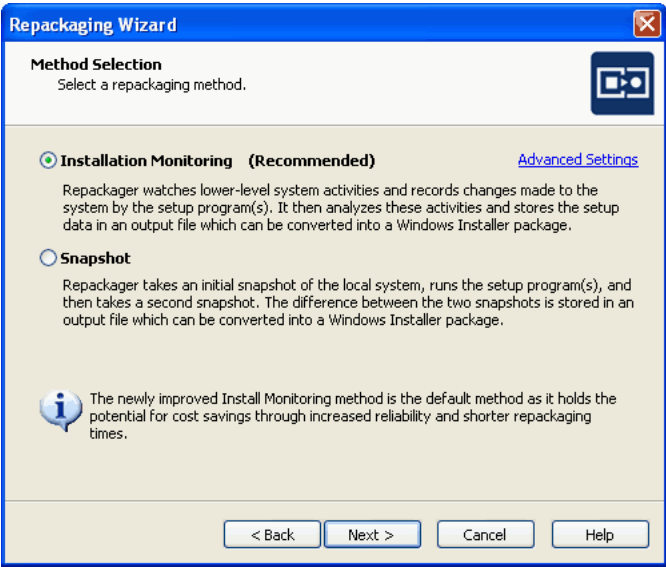 Repackaging Wizard
Method Selection
Select a repackaging method.
Installation Monitoring (Recommended)
Advanced Settings
Repackager watches lower-level system activities and records changes made to the
system by the setup program(s). It then analyzes these activities and stores the setup
data in an output file which can be converted into a Windows Installer package.
Snapshot
Repackager takes an initial snapshot of the local system, runs the setup program(s), and
then takes a second snapshot. The difference between the two snapshots is stored in an
output file which can be converted into a Windows Installer package.
The newly improved Install Monitoring method is the default method as it holds the
potential for cost savings through increased reliability and shorter repackaging
times.
< Back
Next >
Cancel
Help